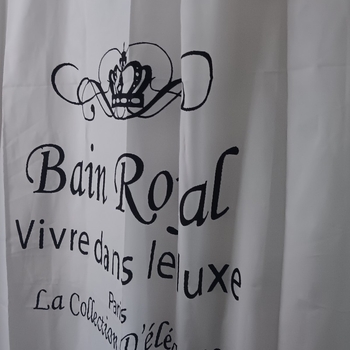 Bain Royal
Vivre dans le luxe
Paris
La Collection